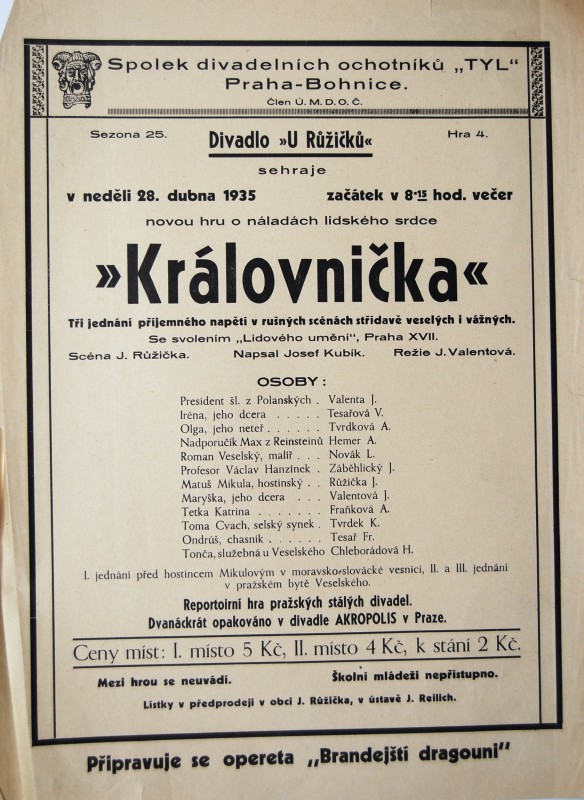 Spolek divadelních ochotníků „TYL“
Praha-Bohnice.
Člen Ú. M. D. O. Č.
Sezona 25.
Divadlo »U Růžičků«
Hra 4.
sehraje
v neděli 28. dubna 1935 začátek v 8·15 hod. večer
novou hru o náladách lidského srdce
»Královnička«
Tři jednání příjemného napětí v rušných scénách střídavě veselých i vážných.
Se svolením „Lidového umění“, Praha XVII.
Scéna J. Růžička. Napsal Josef Kubík. Režie J. Valentová.
OSOBY :
President šl. z Polanských . Valenta J.
Iréna, jeho dcera . . . . . Tesařová V.
Olga, jeho neteř . . . . . . Tvrdková A.
Nadporučík Max z Reinsteinů Hemer A.
Roman Veselský, malíř . . . Novák L.
Profesor Václav Hanzínek . Záběhlický J.
Matuš Mikula, hostinský . . Růžička J.
Maryška, jeho dcera . . . Valentová J.
Tetka Katrina . . . . . . . Fraňková A.
Toma Cvach, selský synek . Tvrdek K.
Ondrúš, chasník . . . . . . Tesař Fr.
Tonča, služebná u Veselského Chleborádová H.
I. jednání před hostincem Mikulovým v moravsko-slovácké vesnici, II. a III. jednání
v pražském bytě Veselského.
Reportoirní hra pražských stálých divadel.
Dvanáckrát opakováno v divadle AKROPOLIS v Praze.
Ceny míst: I. místo 5 Kč, II. místo 4 Kč, k stání 2 Kč.
Mezi hrou se neuvádí. Školní mládeži nepřístupno.
Lístky v předprodeji v obci J. Růžička, v ústavě J. Reilich.
Připravuje se opereta „Brandejští dragouni“